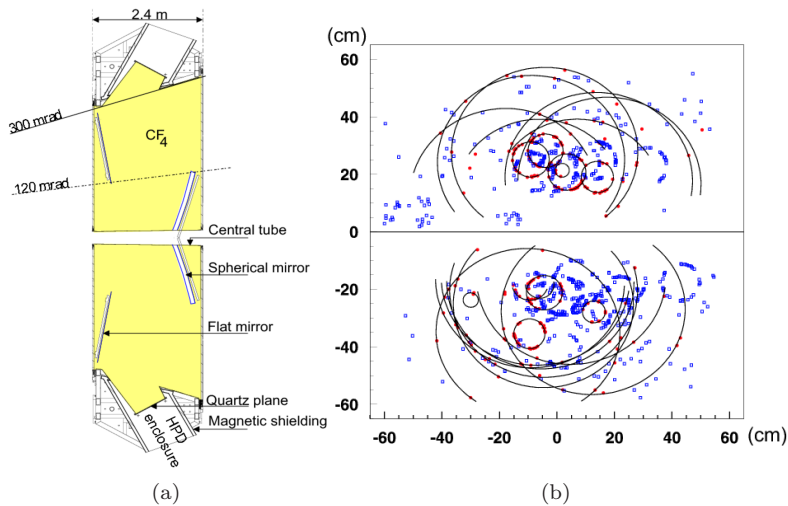 2.4 m
300 mrad
CF4
120 mrad
Central tube
Spherical mirror
Flat mirror
Quartz plane
Magnetic shielding
HPD
enclosure
(a)
(cm)
60
40
20
0
-20
-40
-60
-60 -40 -20 0 20 40 60 (cm)
(b)